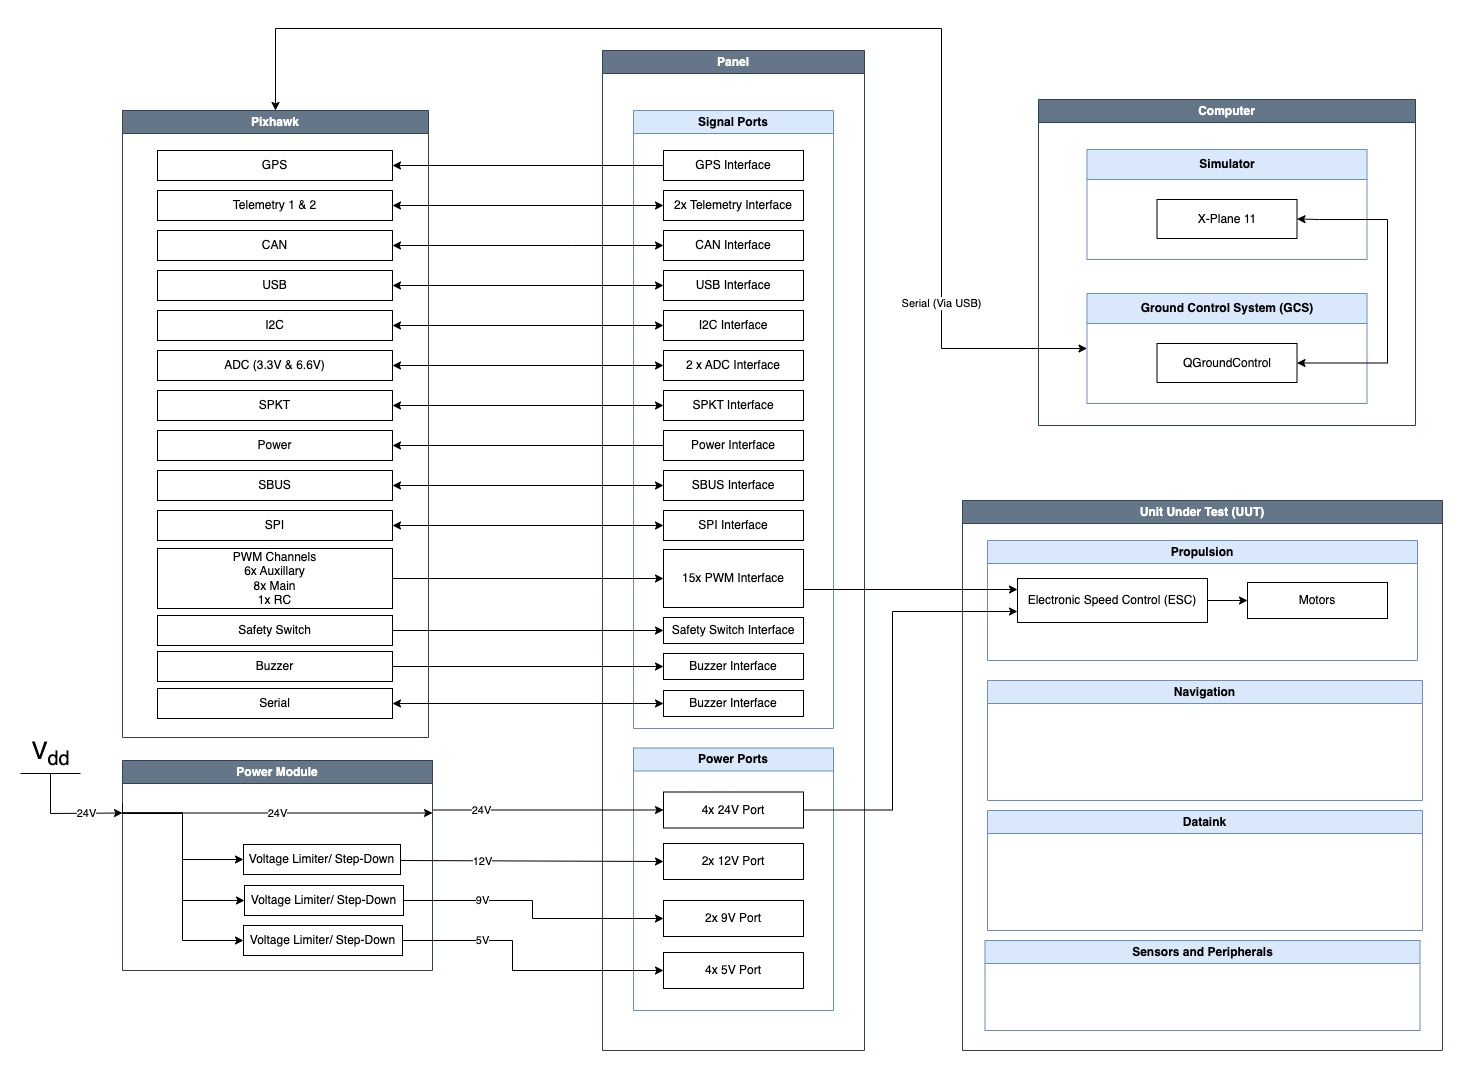 Panel
Pixhawk
Signal Ports
GPS
GPS Interface
Telemetry 1 & 2
2x Telemetry Interface
CAN
CAN Interface
USB
USB Interface
I2C
I2C Interface
ADC (3.3V & 6.6V)
2 x ADC Interface
SPKT
SPKT Interface
Power
Power Interface
SBUS
SBUS Interface
SPI
SPI Interface
PWM Channels
6x Auxillary
8x Main
1x RC
15x PWM Interface
Safety Switch
Safety Switch Interface
Buzzer
Buzzer Interface
Serial
Buzzer Interface
Serial (Via USB)
Computer
Simulator
X-Plane 11
Ground Control System (GCS)
QGroundControl
Vdd
24V
Power Module
24V
24V
Voltage Limiter/ Step-Down
12V
Voltage Limiter/ Step-Down
9V
Voltage Limiter/ Step-Down
5V
Power Ports
4x 24V Port
2x 12V Port
2x 9V Port
4x 5V Port
Unit Under Test (UUT)
Propulsion
Electronic Speed Control (ESC)
Motors
Navigation
Dataink
Sensors and Peripherals